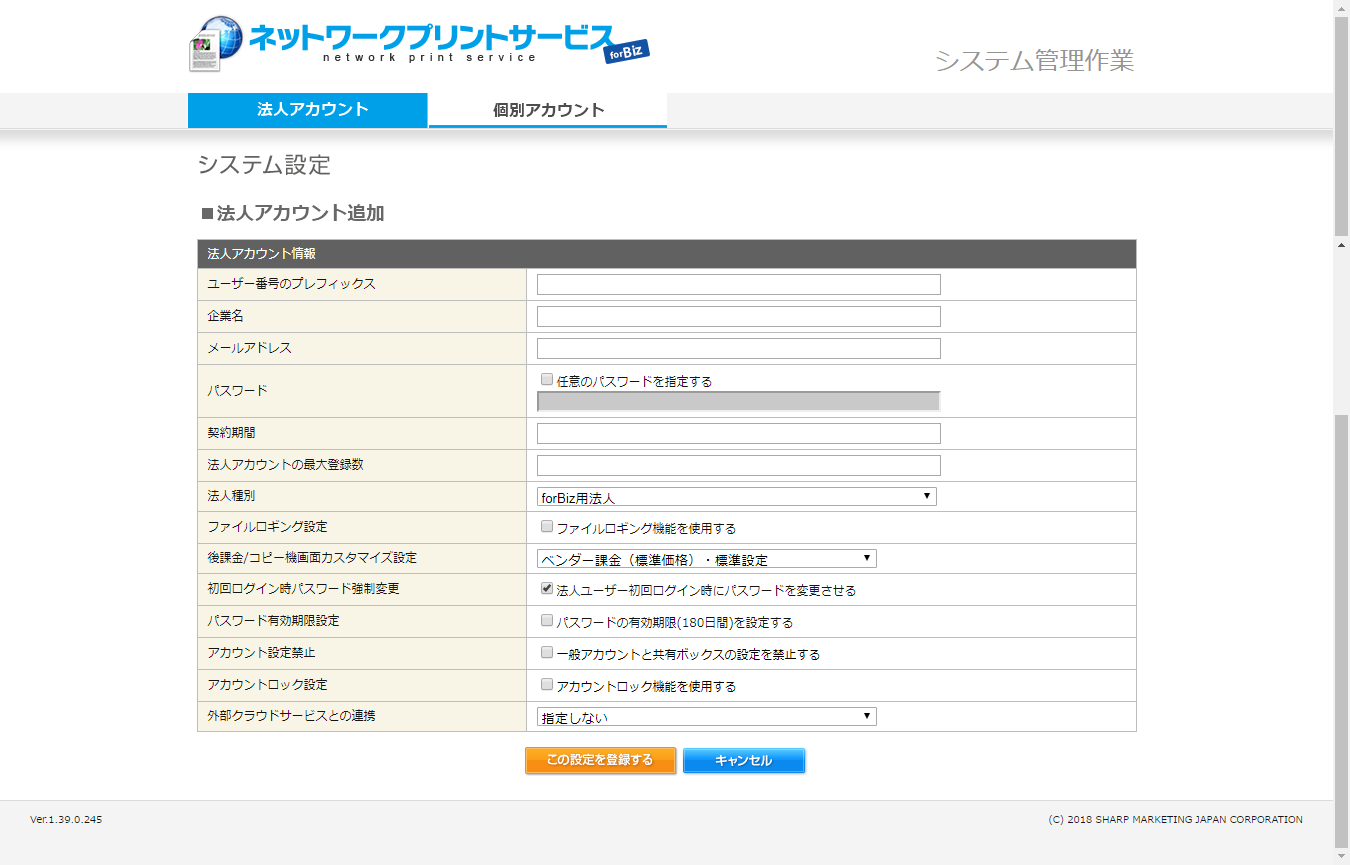 ネットワークプリントサービス
forBiz
network print service
システム管理作業
法人アカウント
個別アカウント
システム設定
■法人アカウント追加
法人アカウント情報
ユーザー番号のプレフィックス
企業名
メールアドレス
パスワード
任意のパスワードを指定する
契約期間
法人アカウントの最大登録数
法人種別
forBiz用法人
ファイルロギング設定
ファイルロギング機能を使用する
後課金/コピー機画面カスタマイズ設定
ベンダー課金（標準価格）・標準設定
初回ログイン時パスワード強制変更
法人ユーザー初回ログイン時にパスワードを変更させる
パスワード有効期限設定
パスワードの有効期限(180日間)を設定する
アカウント設定禁止
一般アカウントと共有ボックスの設定を禁止する
アカウントロック設定
アカウントロック機能を使用する
外部クラウドサービスとの連携
指定しない
この設定を登録する
キャンセル
Ver.1.39.0.245
(C) 2018 SHARP MARKETING JAPAN CORPORATION